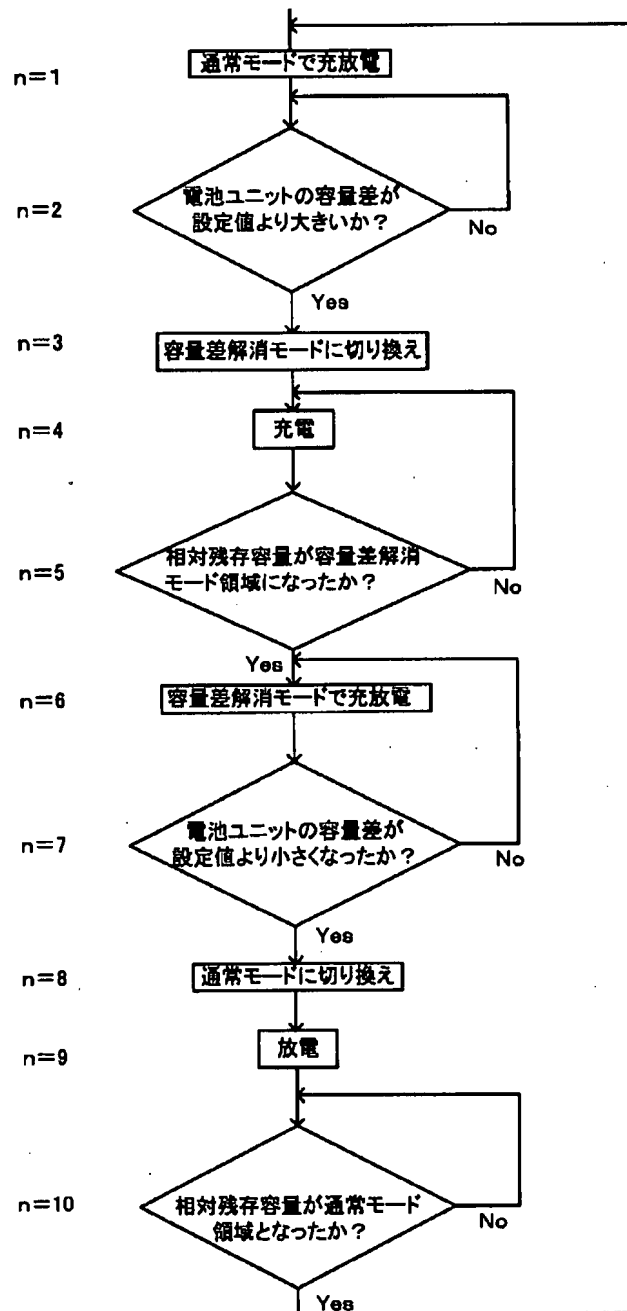 n=1
通常モードで充放電
n=2
電池ユニットの容量差が
設定値より大きいか？
No
Yes
n=3
容量差解消モードに切り換え
n=4
充電
n=5
相対残存容量が容量差解消
モード領域になったか？
No
Yes
n=6
容量差解消モードで充放電
n=7
電池ユニットの容量差が
設定値より小さくなったか？
No
Yes
n=8
通常モードに切り換え
n=9
放電
n=10
相対残存容量が通常モード
領域となったか？
No
Yes